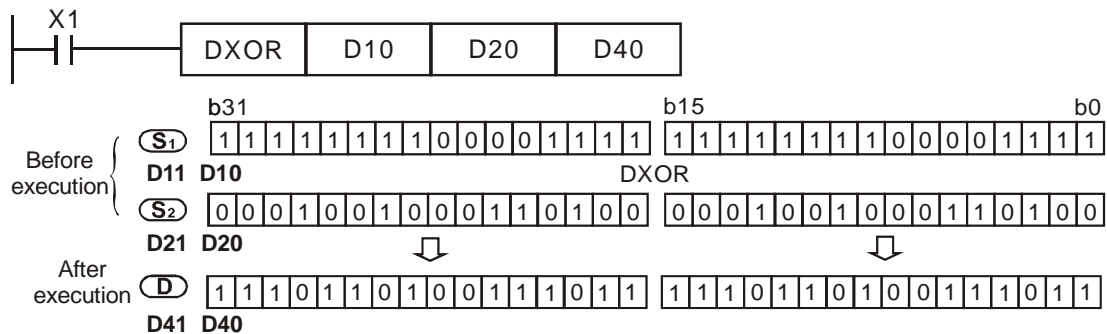 X1
DXOR D10 D20 D40
b31 b15 b0
S1 1 1 1 1 1 1 1 1 0 0 0 0 1 1 1 1 1 1 1 1 1 1 1 1 0 0 0 0 1 1 1 1
Before
execution
D11 D10 DXOR
S2 0 0 0 1 0 0 1 0 0 0 1 1 0 1 0 0 0 0 0 1 0 0 1 0 0 0 1 1 0 1 0 0
D21 D20
After
execution
D 1 1 1 0 1 1 0 1 0 0 1 1 1 0 1 1 1 1 1 0 1 1 0 1 0 0 1 1 1 0 1 1
D41 D40